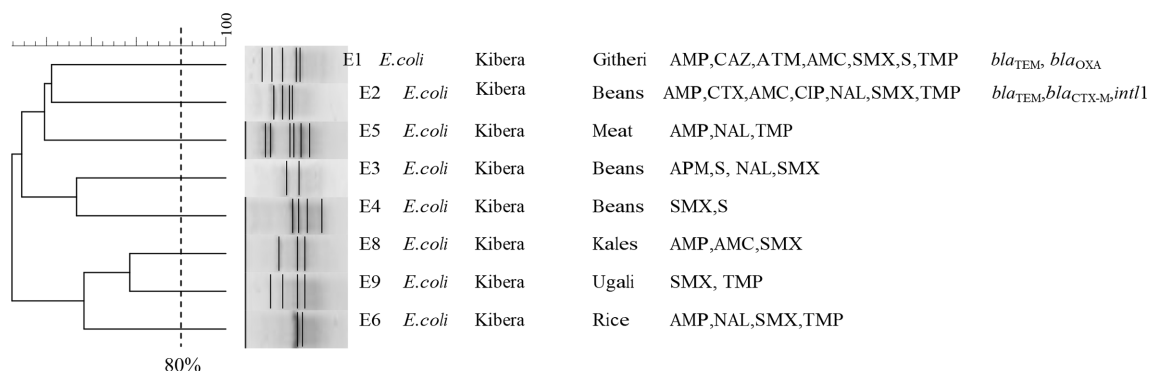 100
E1 E.coli Kibera Githeri AMP,CAZ,ATM,AMC,SMX,S,TMP blaTEM, blaOXA
E2 E.coli Kibera Beans AMP,CTX,AMC,CIP,NAL,SMX,TMP blaTEM,blaCTX-M,intl1
E5 E.coli Kibera Meat AMP,NAL,TMP
E3 E.coli Kibera Beans APM,S, NAL,SMX
E4 E.coli Kibera Beans SMX,S
E8 E.coli Kibera Kales AMP,AMC,SMX
E9 E.coli Kibera Ugali SMX, TMP
E6 E.coli Kibera Rice AMP,NAL,SMX,TMP
80%